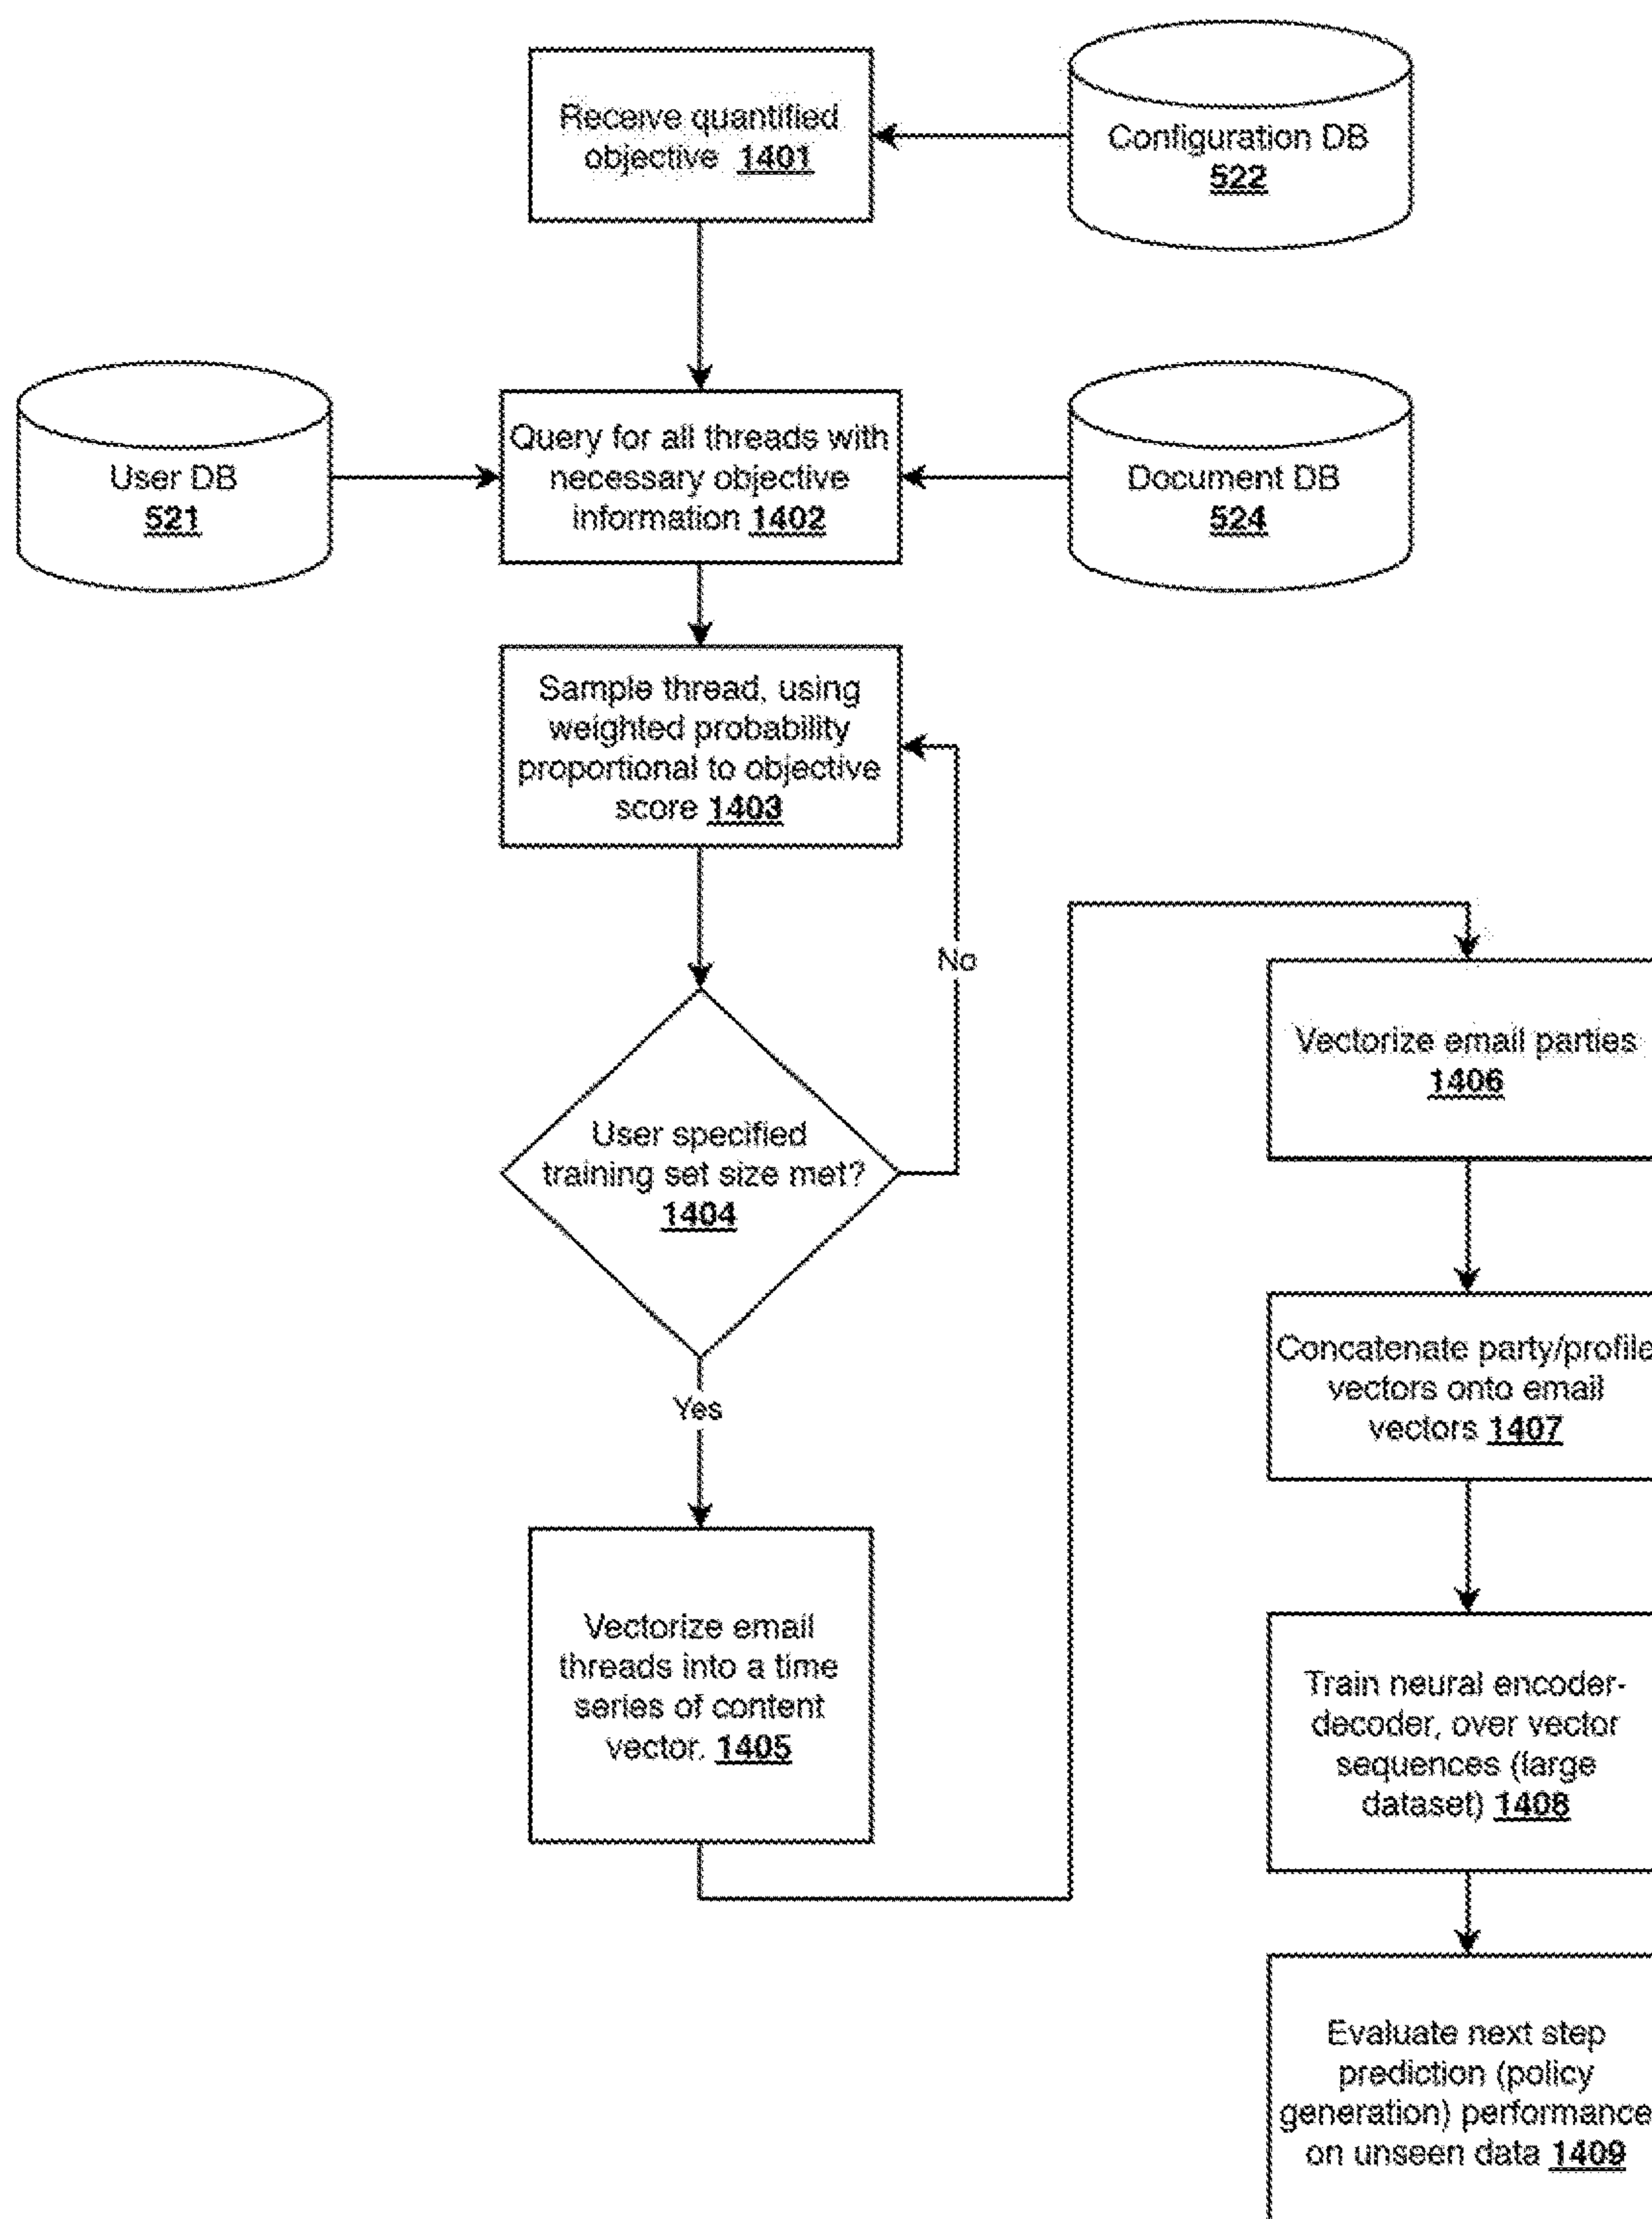 Receive quantified
objective 1401
Configuration DB
522
User DB
521
Query for all threads with
necessary objective
information 1402
Document DB
524
Sample thread, using
weighted probability
proportional to objective
score 1403
No
User specified
training set size met?
1404
Yes
Vectorize email
threads into a time
series of content
vector. 1405
Vectorize email parties
1406
Concatenate party/profile
vectors onto email
vectors 1407
Train neural encoder-
decoder, over vector
sequences (large
dataset) 1408
Evaluate next step
prediction (policy
generation) performance
on unseen data 1409